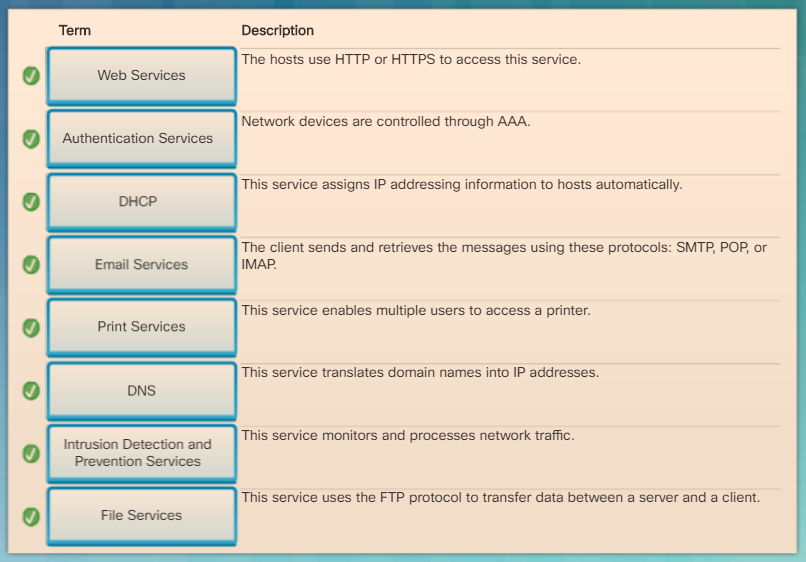 Term Description
Web Services
The hosts use HTTP or HTTPS to access this service.
Authentication Services
Network devices are controlled through AAA.
DHCP
This service assigns IP addressing information to hosts automatically.
Email Services
The client sends and retrieves the messages using these protocols: SMTP, POP, or
IMAP.
Print Services
This service enables multiple users to access a printer.
DNS
This service translates domain names into IP addresses.
Intrusion Detection and
Prevention Services
This service monitors and processes network traffic.
File Services
This service uses the FTP protocol to transfer data between a server and a client.